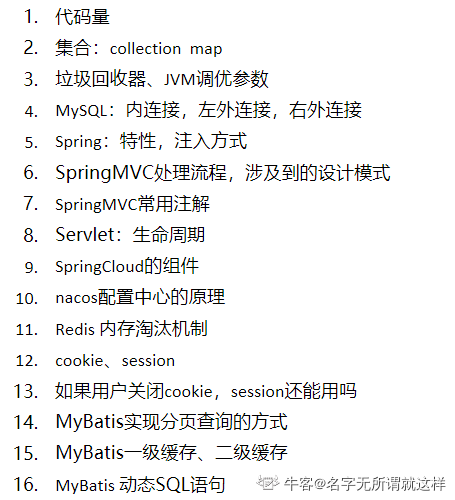 1. 代码量
2. 集合：collection map
3. 垃圾回收器、JVM调优参数
4. MySQL：内连接，左外连接，右外连接
5. Spring：特性，注入方式
6. SpringMVC处理流程，涉及到的设计模式
7. SpringMVC常用注解
8. Servlet：生命周期
9. SpringCloud的组件
10. nacos配置中心的原理
11. Redis 内存淘汰机制
12. cookie、session
13. 如果用户关闭cookie，session还能用吗
14. MyBatis实现分页查询的方式
15. MyBatis一级缓存、二级缓存
16. MyBatis 动态SQL语句
牛客@名字无所谓就这样